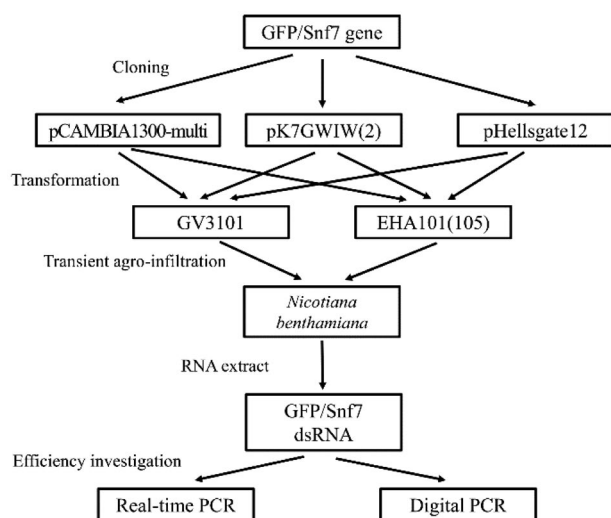 GFP/Snf7 gene
Cloning
pCAMBIA1300-multi
pK7GWIW(2)
pHellsgate12
Transformation
GV3101
EHA101(105)
Transient agro-infiltration
Nicotiana
benthamiana
RNA extract
GFP/Snf7
dsRNA
Efficiency investigation
Real-time PCR
Digital PCR